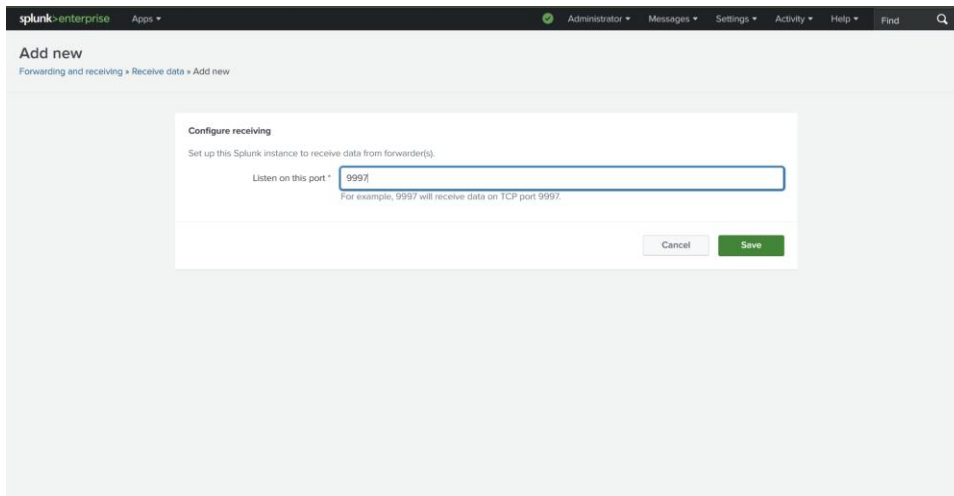 splunk>enterprise Apps Administrator Messages Settings Activity Help Find
Add new
Forwarding and receiving » Receive data » Add new
Configure receiving
Set up this Splunk instance to receive data from forwarder(s).
Listen on this port * 9997
For example, 9997 will receive data on TCP port 9997.
Cancel Save